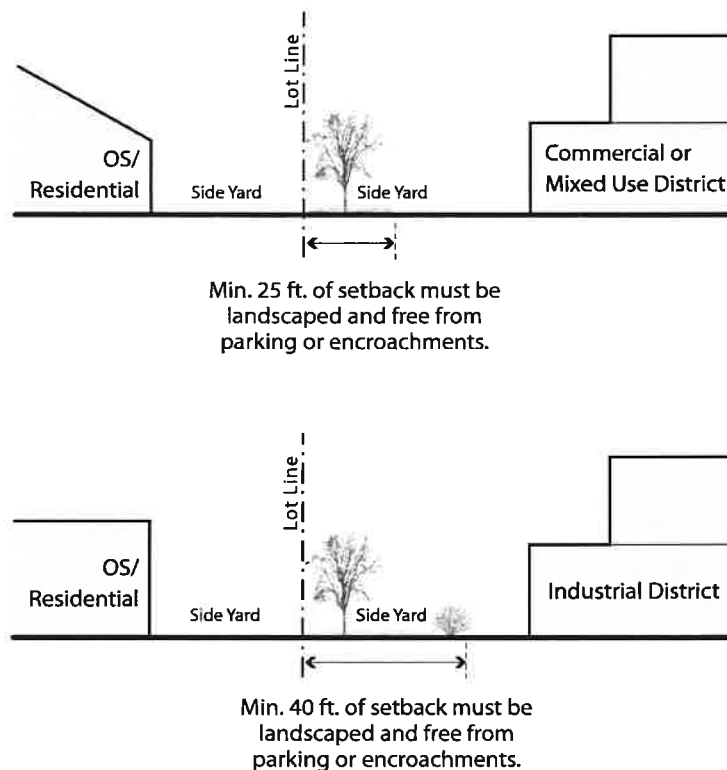 Lot Line
OS/
Residential
Side Yard
Side Yard
Commercial or
Mixed Use District
Min. 25 ft. of setback must be
landscaped and free from
parking or encroachments.
Lot Line
OS/
Residential
Side Yard
Side Yard
Industrial District
Min. 40 ft. of setback must be
landscaped and free from
parking or encroachments.